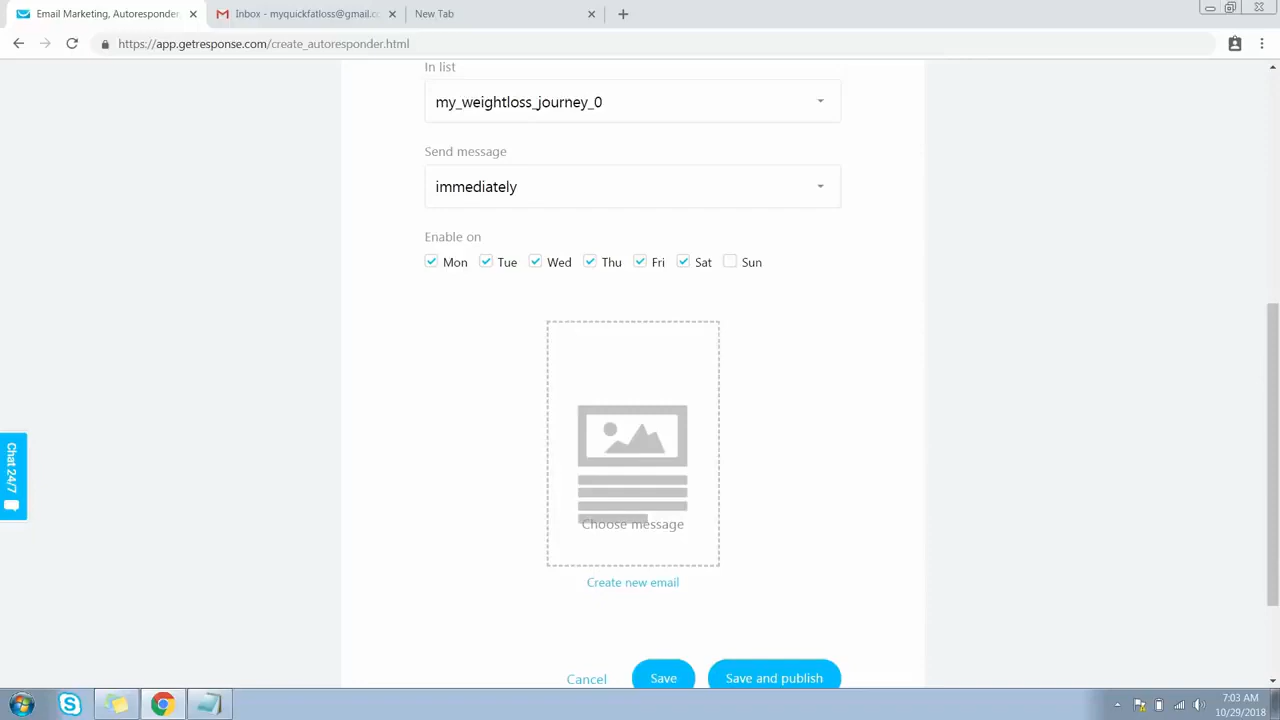 Email Marketing, Autoresponder
Inbox - myquickfatloss@gmail.c
New Tab
https://app.getresponse.com/create_autoresponder.html
In list
my_weightloss_journey_0
Send message
immediately
Enable on
Mon Tue Wed Thu Fri Sat Sun
Choose message
Create new email
Chat 24/7
Cancel Save Save and publish
7:03 AM
10/29/2018